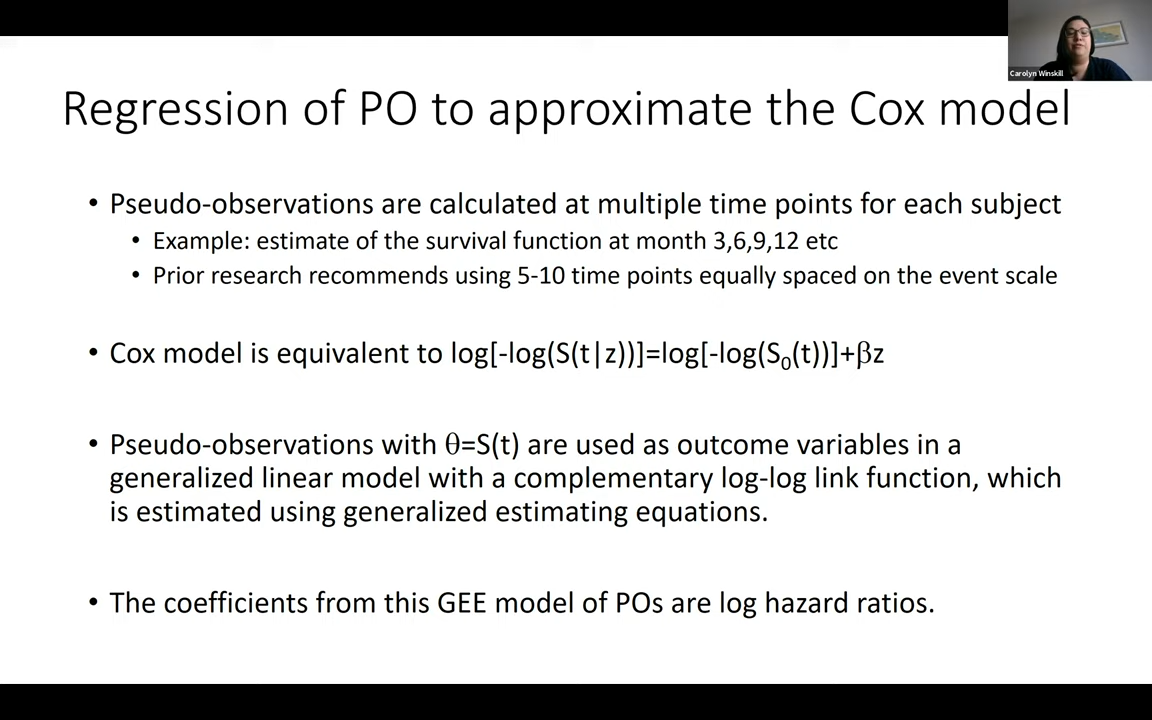 Carolyn Winskill
Regression of PO to approximate the Cox model
• Pseudo-observations are calculated at multiple time points for each subject
• Example: estimate of the survival function at month 3,6,9,12 etc
• Prior research recommends using 5-10 time points equally spaced on the event scale
• Cox model is equivalent to log[-log(S(t|z))]=log[-log(S₀(t))]+βz
• Pseudo-observations with θ=S(t) are used as outcome variables in a
generalized linear model with a complementary log-log link function, which
is estimated using generalized estimating equations.
• The coefficients from this GEE model of POs are log hazard ratios.